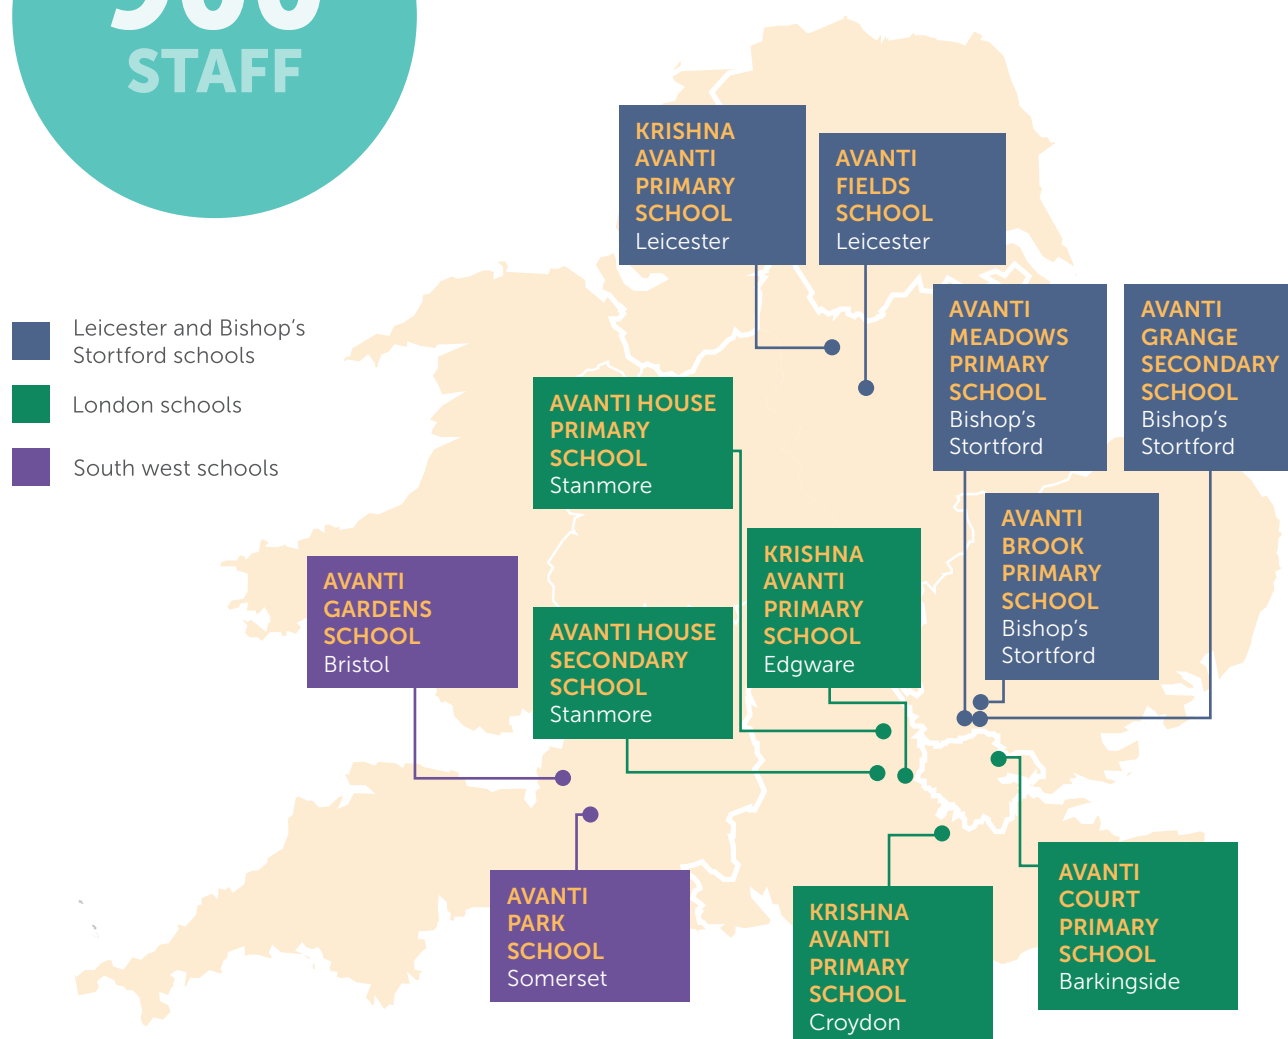 STAFF
KRISHNA
AVANTI
PRIMARY
SCHOOL
Leicester
AVANTI
FIELDS
SCHOOL
Leicester
AVANTI
MEADOWS
PRIMARY
SCHOOL
Bishop's
Stortford
AVANTI
GRANGE
SECONDARY
SCHOOL
Bishop's
Stortford
Leicester and Bishop's
Stortford schools
London schools
South west schools
AVANTI HOUSE
PRIMARY
SCHOOL
Stanmore
AVANTI
BROOK
PRIMARY
SCHOOL
Bishop's
Stortford
KRISHNA
AVANTI
PRIMARY
SCHOOL
Edgware
AVANTI
GARDENS
SCHOOL
Bristol
AVANTI HOUSE
SECONDARY
SCHOOL
Stanmore
AVANTI
PARK
SCHOOL
Somerset
KRISHNA
AVANTI
PRIMARY
SCHOOL
Croydon
AVANTI
COURT
PRIMARY
SCHOOL
Barkingside